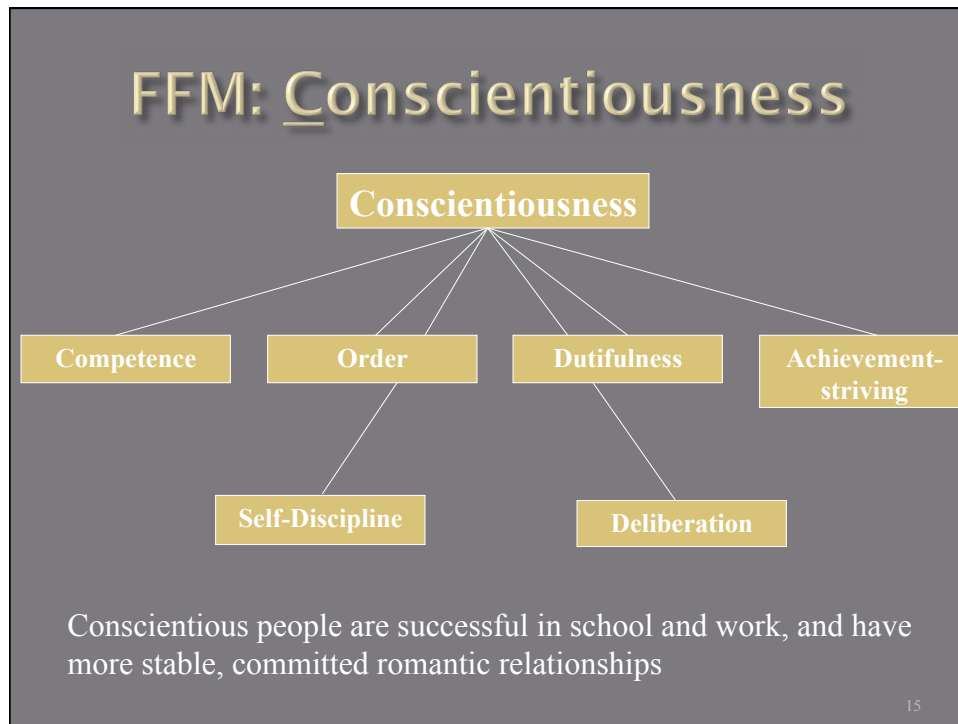 FFM: Conscientiousness
Conscientiousness
Competence
Order
Dutifulness
Achievement-
striving
Self-Discipline
Deliberation
Conscientious people are successful in school and work, and have
more stable, committed romantic relationships
15